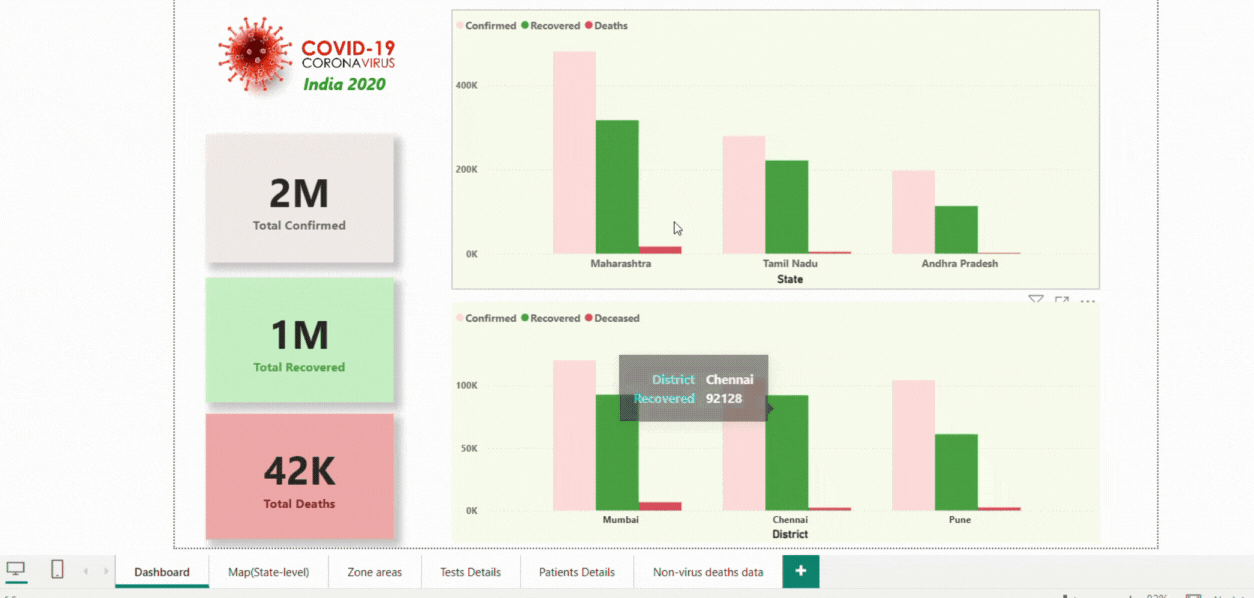 COVID-19
CORONAVIRUS
India 2020
2M
Total Confirmed
1M
Total Recovered
42K
Total Deaths
Confirmed Recovered Deaths
400K
200K
0K
Maharashtra Tamil Nadu Andhra Pradesh
State
Confirmed Recovered Deceased
100K
50K
0K
District Chennai
Recovered 92128
Mumbai Chennai Pune
District
Dashboard Map(State-level) Zone areas Tests Details Patients Details Non-virus deaths data +